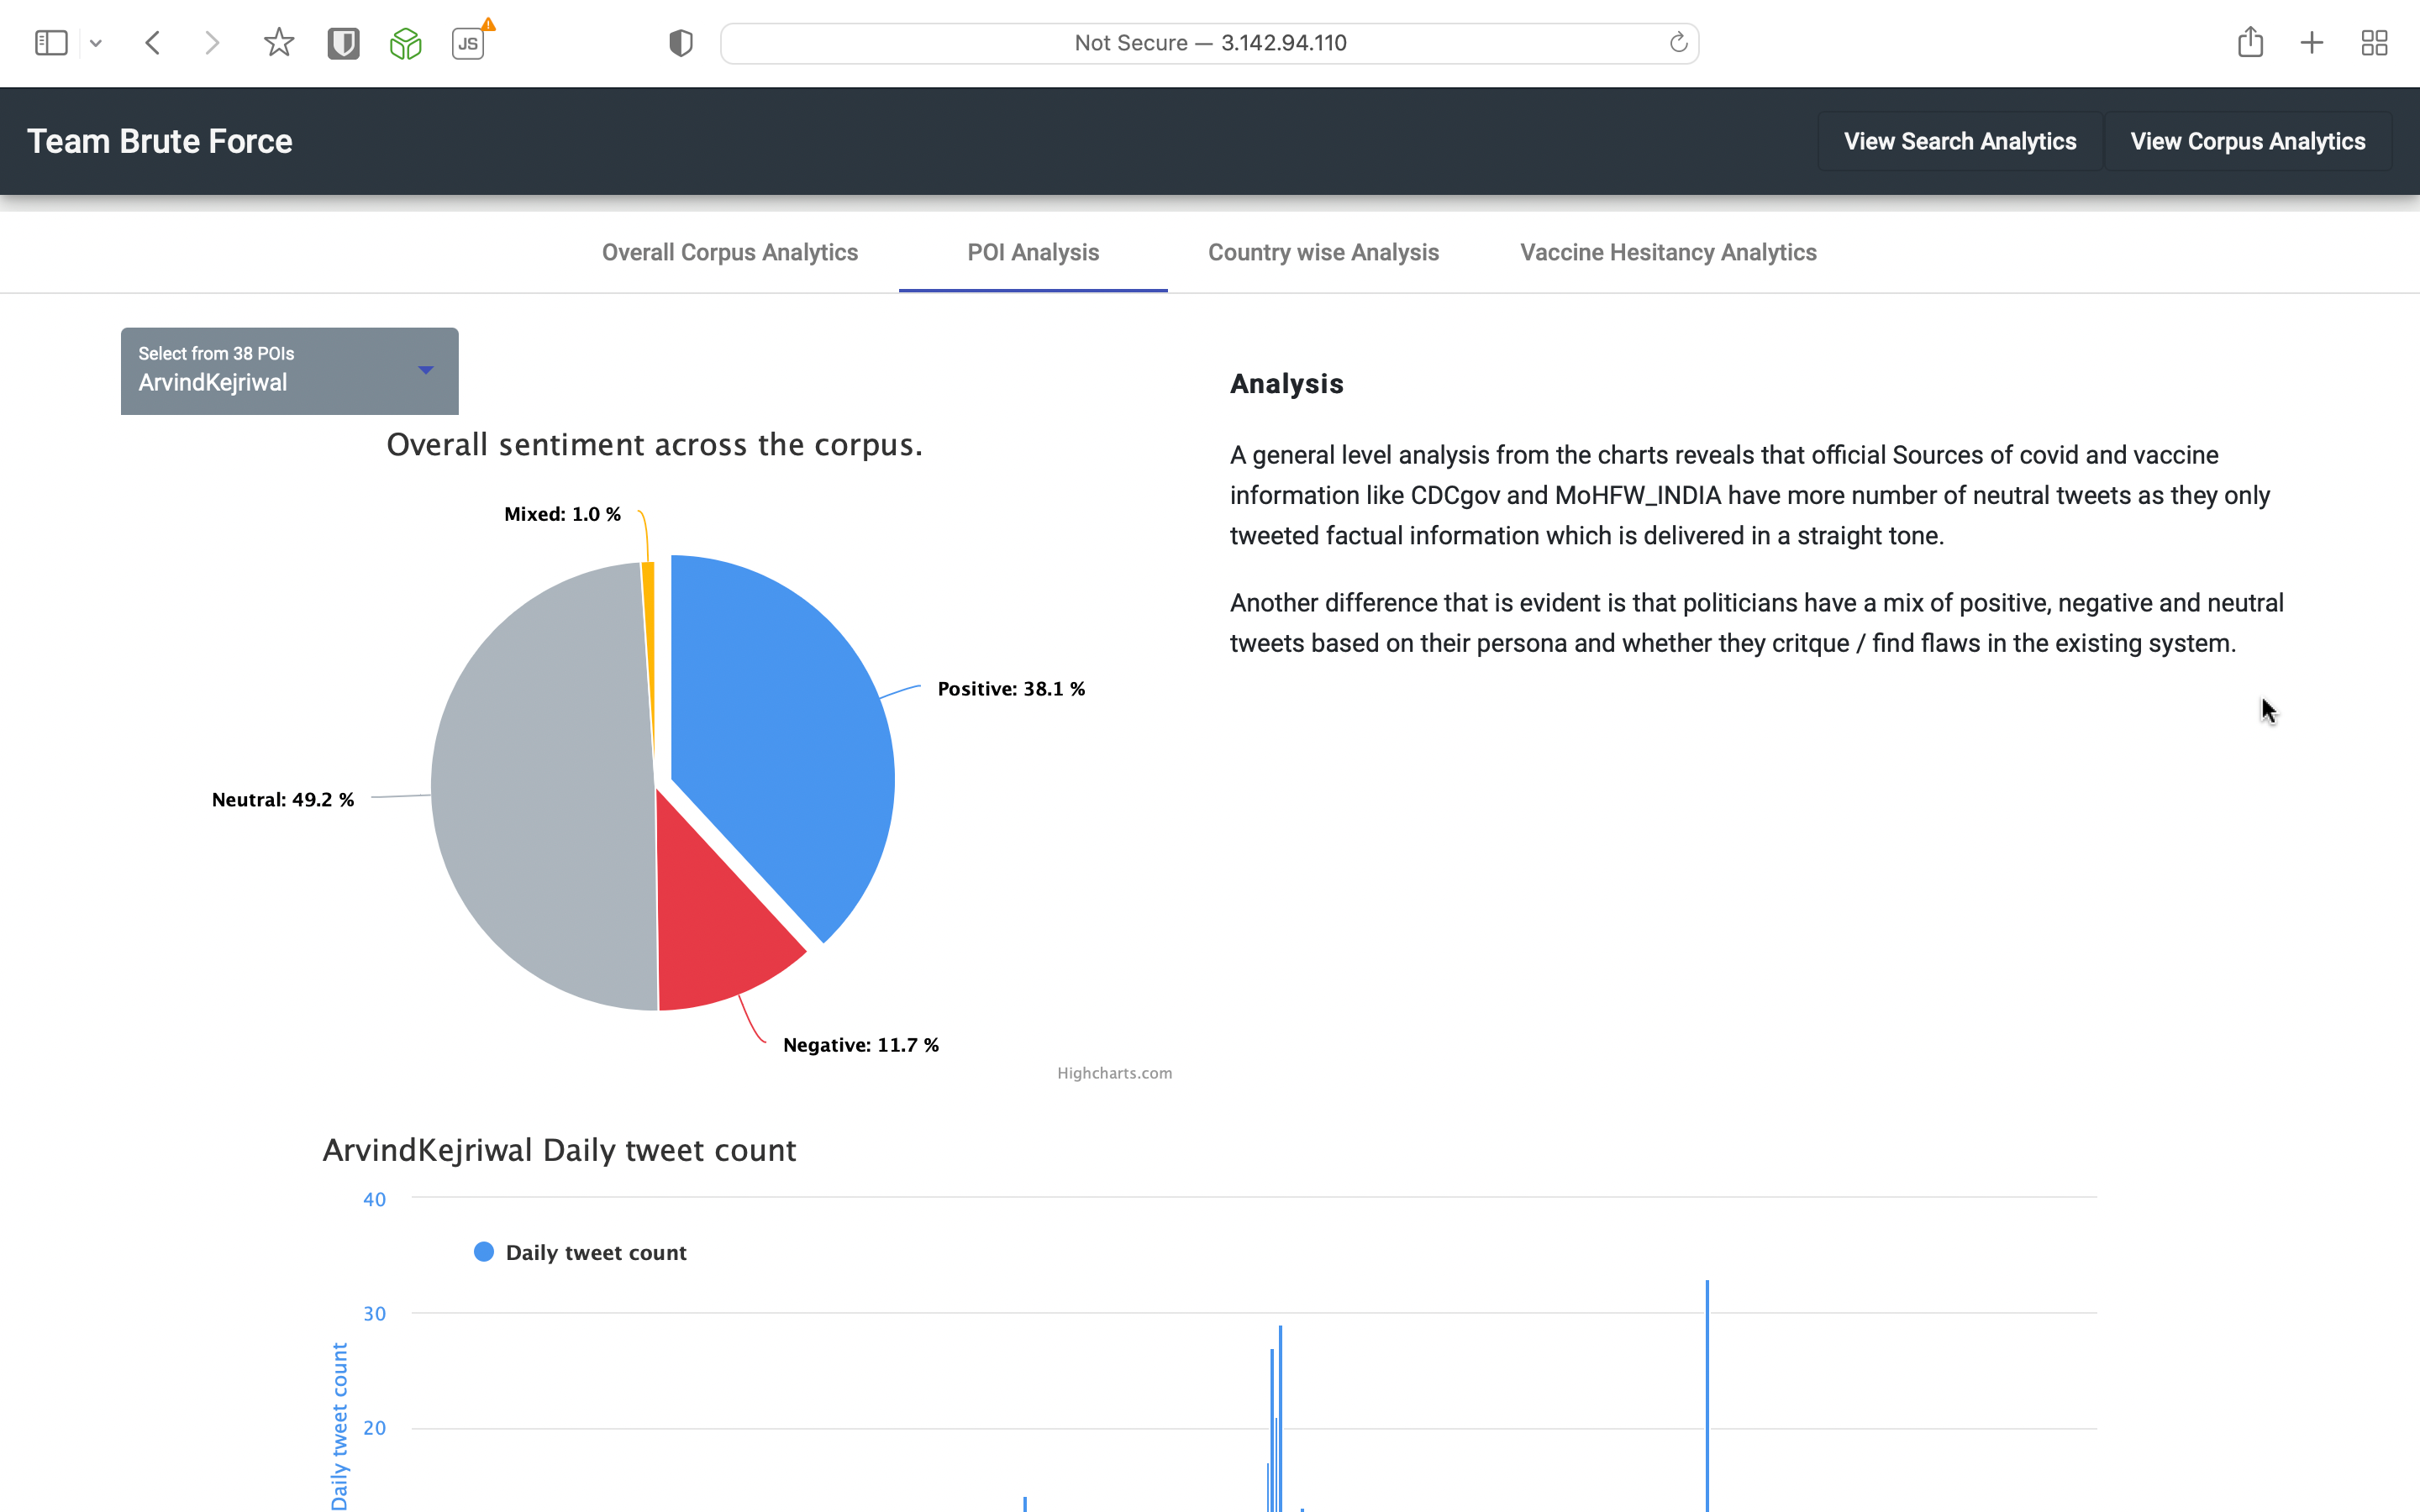 JS
Not Secure — 3.142.94.110
Team Brute Force
View Search Analytics
View Corpus Analytics
Overall Corpus Analytics
POI Analysis
Country wise Analysis
Vaccine Hesitancy Analytics
Select from 38 POIs
ArvindKejriwal
Overall sentiment across the corpus.
Mixed: 1.0 %
Positive: 38.1 %
Neutral: 49.2 %
Negative: 11.7 %
Highcharts.com
Analysis
A general level analysis from the charts reveals that official Sources of covid and vaccine
information like CDCgov and MoHFW_INDIA have more number of neutral tweets as they only
tweeted factual information which is delivered in a straight tone.
Another difference that is evident is that politicians have a mix of positive, negative and neutral
tweets based on their persona and whether they critque / find flaws in the existing system.
ArvindKejriwal Daily tweet count
40
Daily tweet count
30
20
Daily tweet count